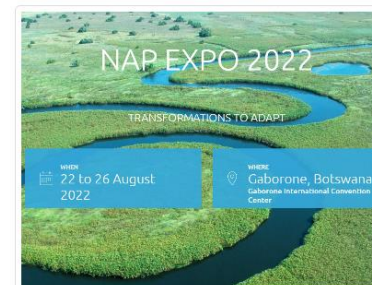 NAP EXPO 2022
TRANSFORMATIONS TO ADAPT
WHEN
22 to 26 August
2022
WHERE
Gaborone, Botswana
Gaborone International Convention
Center